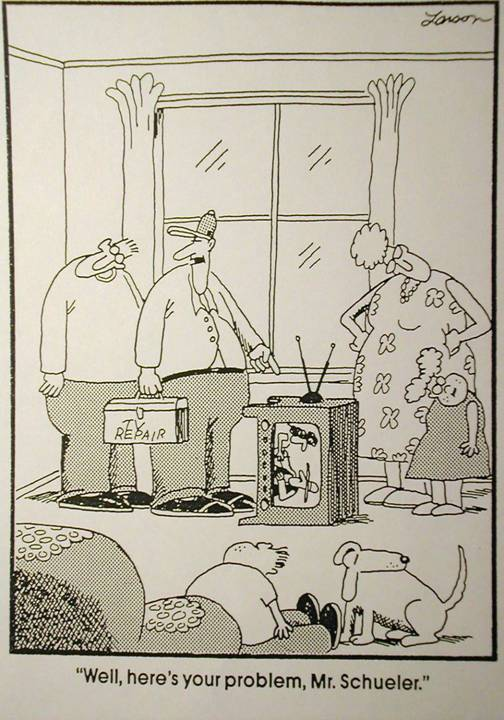 Larson
TV
REPAIR
"Well, here's your problem, Mr. Schueler."